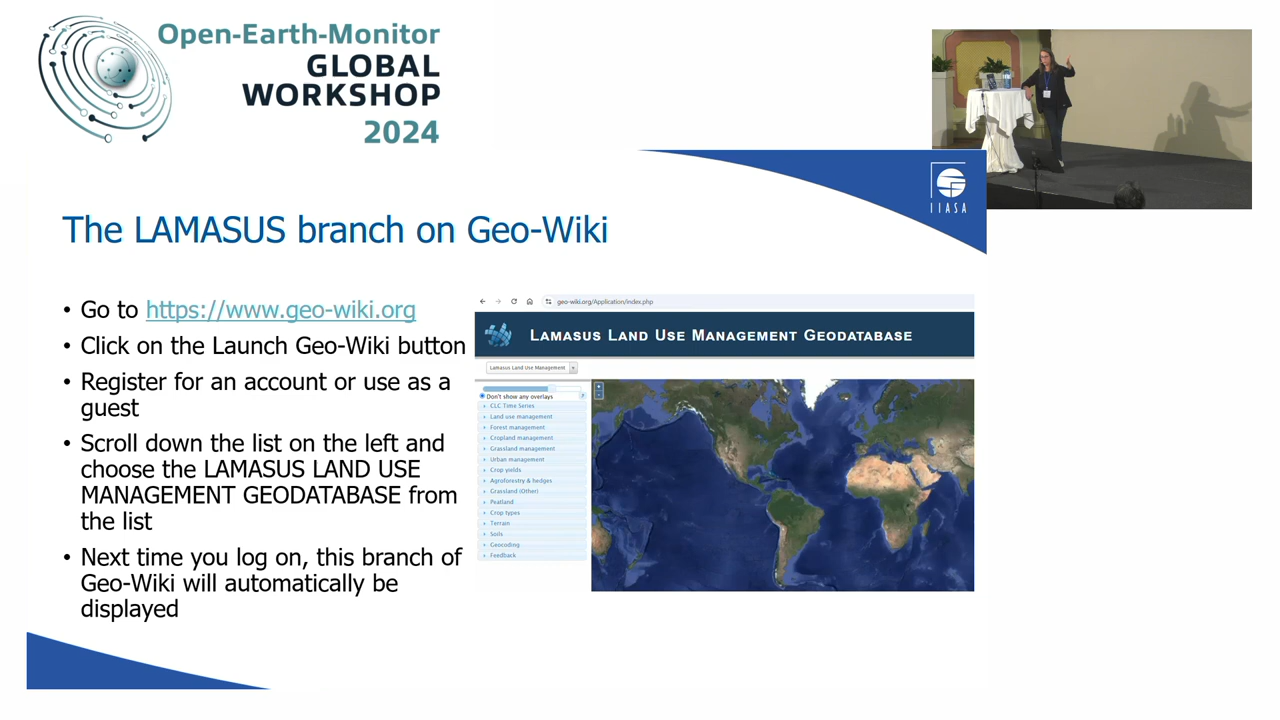 Open-Earth-Monitor
GLOBAL
WORKSHOP
2024
IIASA
The LAMASUS branch on Geo-Wiki
• Go to https://www.geo-wiki.org
• Click on the Launch Geo-Wiki button
• Register for an account or use as a
guest
• Scroll down the list on the left and
choose the LAMASUS LAND USE
MANAGEMENT GEODATABASE from
the list
• Next time you log on, this branch of
Geo-Wiki will automatically be
displayed
geo-wiki.org/Application/index.php
LAMASUS LAND USE MANAGEMENT GEODATABASE
Lamasus Land Use Management
Don't show any overlays
CLC Time Series
Land use management
Forest management
Cropland management
Grassland management
Urban management
Crop yields
Agroforestry & hedges
Grassland (Other)
Peatland
Crop types
Terrain
Soils
Geocoding
Feedback